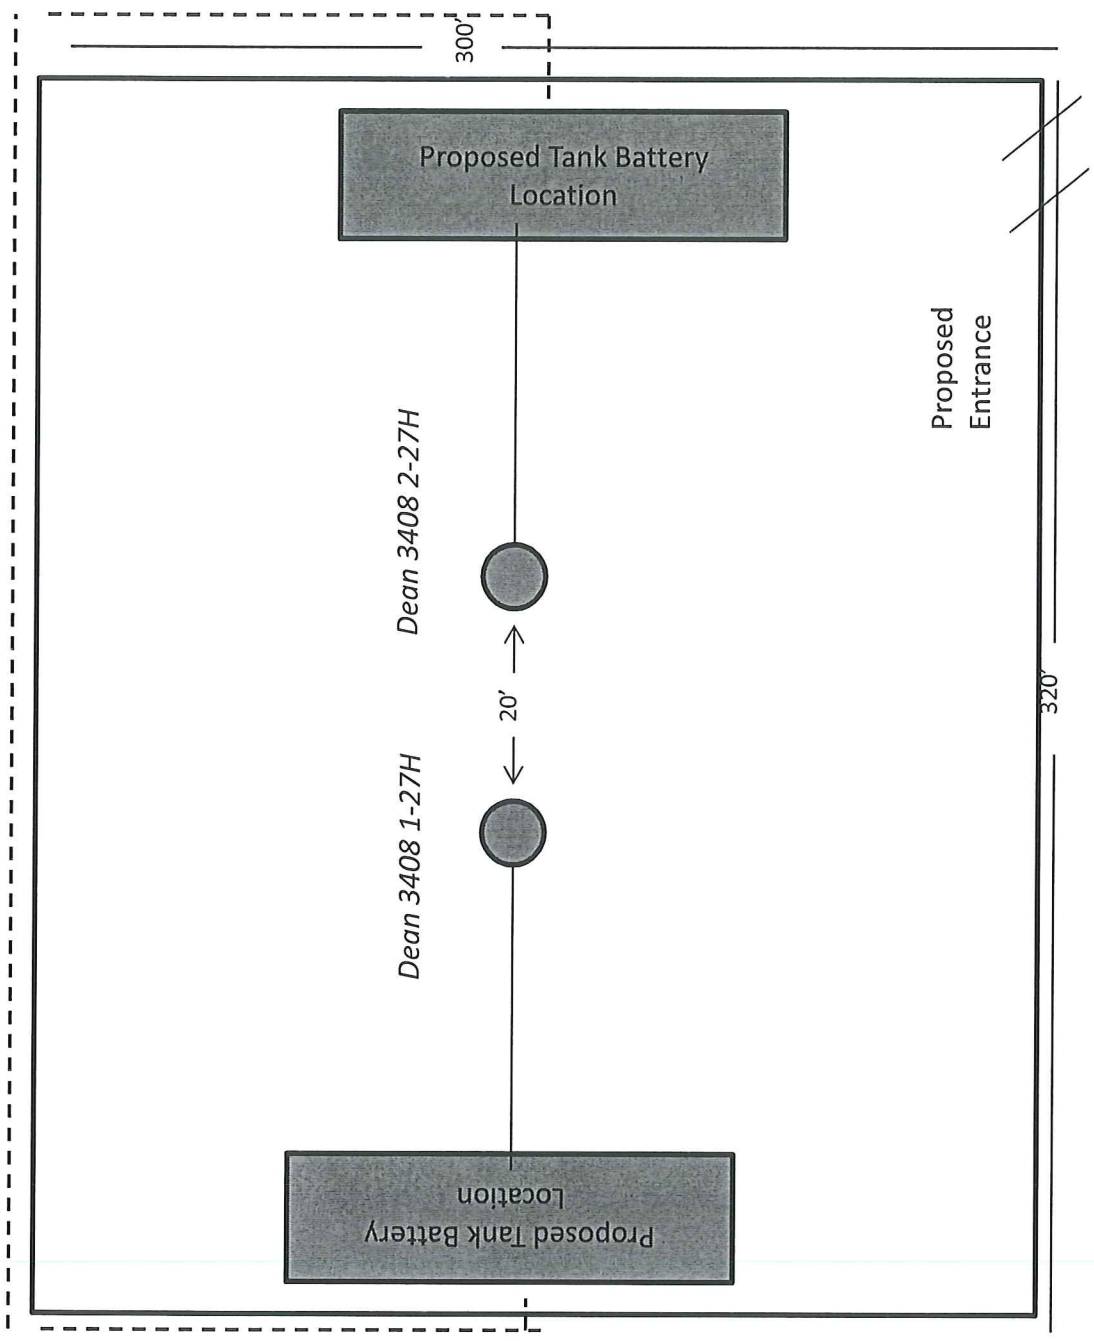 300'
Proposed Tank Battery
Location
Proposed
Entrance
Dean 3408 2-27H
20'
320'
Dean 3408 1-27H
Proposed Tank Battery
Location